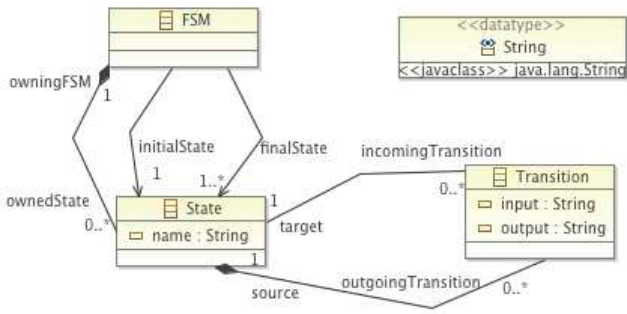 FSM
<<datatype>>
String
<<javaclass>> java.lang.String
owningFSM
1
initialState
finalState
incomingTransition
1
1..*
0..*
Transition
ownedState
State
1
input : String
0..*
name : String
target
output : String
1
source
outgoingTransition
0..*